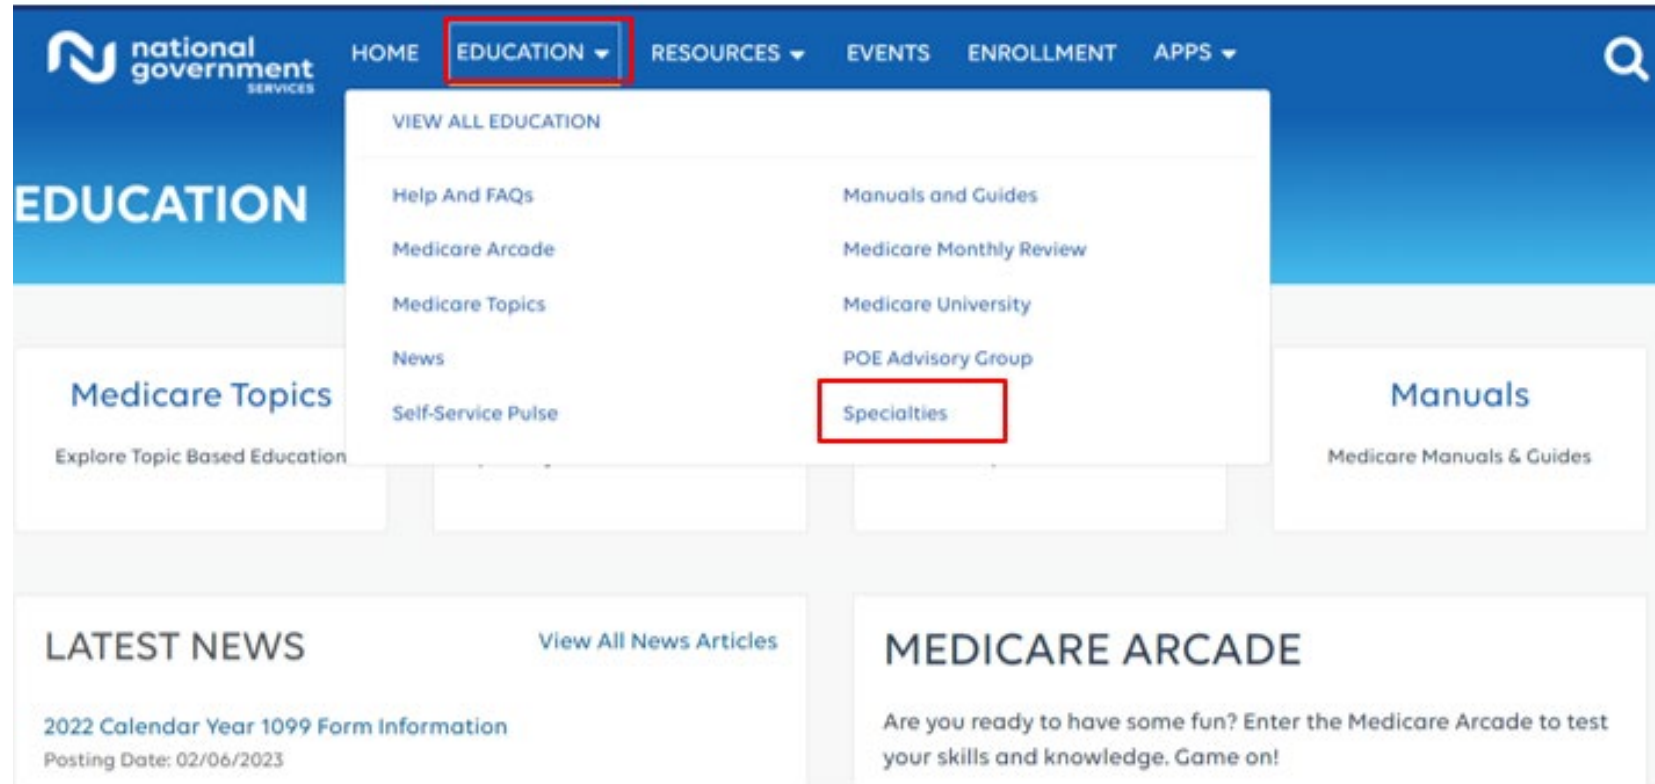 national
government
SERVICES
HOME
EDUCATION
RESOURCES
EVENTS
ENROLLMENT
APPS
VIEW ALL EDUCATION
EDUCATION
Help And FAQs
Manuals and Guides
Medicare Arcade
Medicare Monthly Review
Medicare Topics
Medicare University
News
POE Advisory Group
Self-Service Pulse
Specialties
Medicare Topics
Explore Topic Based Education
Manuals
Medicare Manuals & Guides
LATEST NEWS
View All News Articles
2022 Calendar Year 1099 Form Information
Posting Date: 02/06/2023
MEDICARE ARCADE
Are you ready to have some fun? Enter the Medicare Arcade to test
your skills and knowledge. Game on!